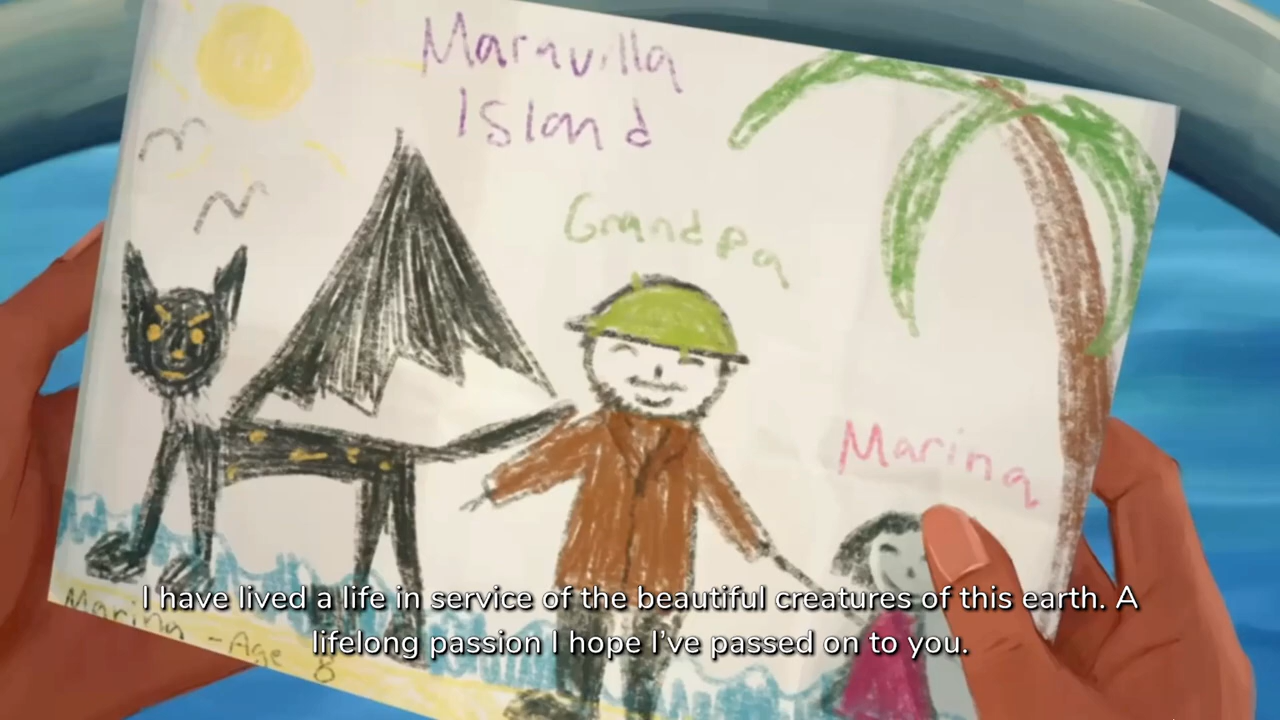 Maravilla
Island
Grandpa
Marina
Marina - Age 8
I have lived a life in service of the beautiful creatures of this earth. A
lifelong passion I hope I've passed on to you.